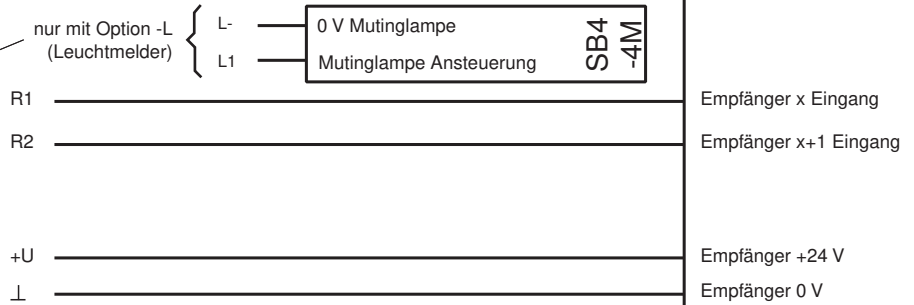 nur mit Option -L
(Leuchtmelder)
L- 0 V Mutinglampe
L1 Mutinglampe Ansteuerung
SB4
-4M
R1 Empfänger x Eingang
R2 Empfänger x+1 Eingang
+U Empfänger +24 V
⊥ Empfänger 0 V